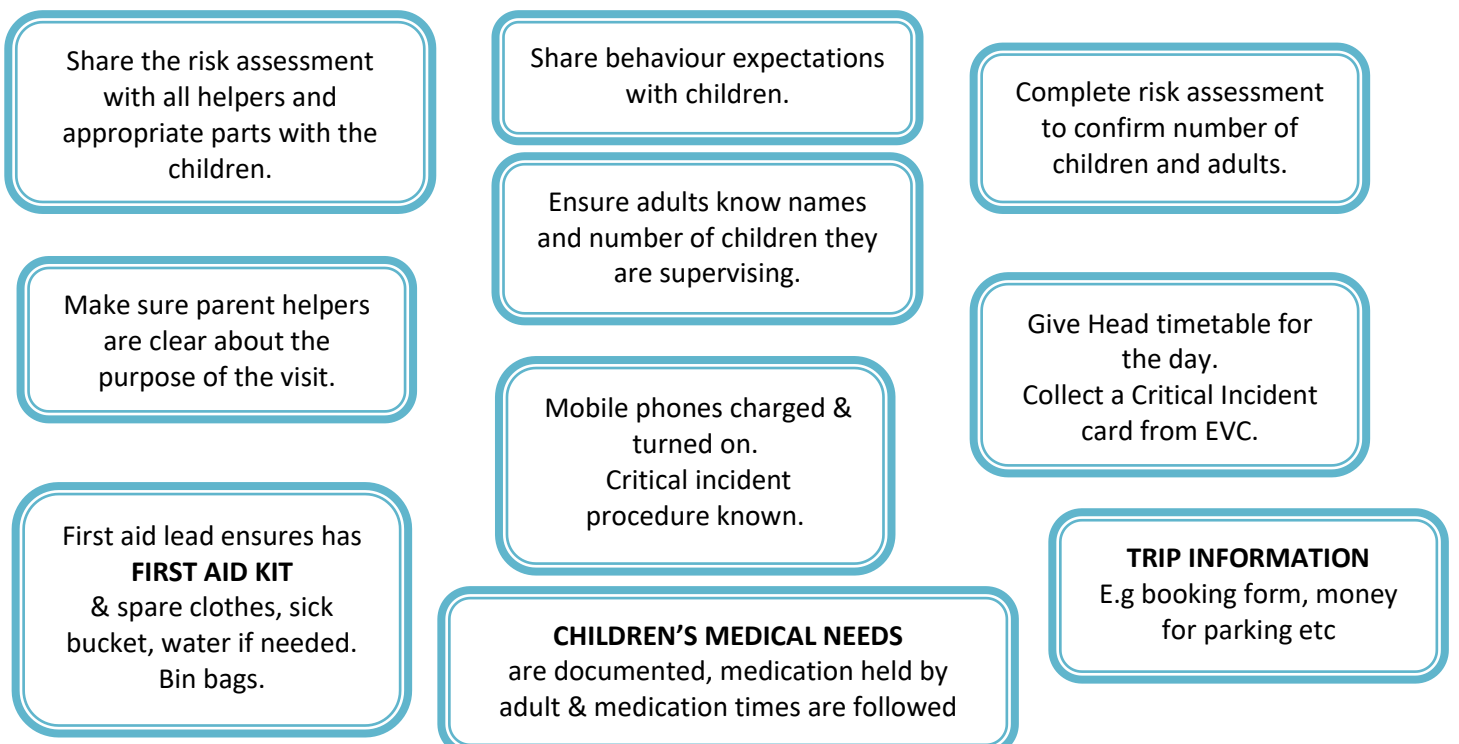 Share the risk assessment
with all helpers and
appropriate parts with the
children.
Share behaviour expectations
with children.
Complete risk assessment
to confirm number of
children and adults.
Ensure adults know names
and number of children they
are supervising.
Make sure parent helpers
are clear about the
purpose of the visit.
Give Head timetable for
the day.
Collect a Critical Incident
card from EVC.
Mobile phones charged &
turned on.
Critical incident
procedure known.
First aid lead ensures has
FIRST AID KIT
& spare clothes, sick
bucket, water if needed.
Bin bags.
TRIP INFORMATION
E.g booking form, money
for parking etc
CHILDREN’S MEDICAL NEEDS
are documented, medication held by
adult & medication times are followed